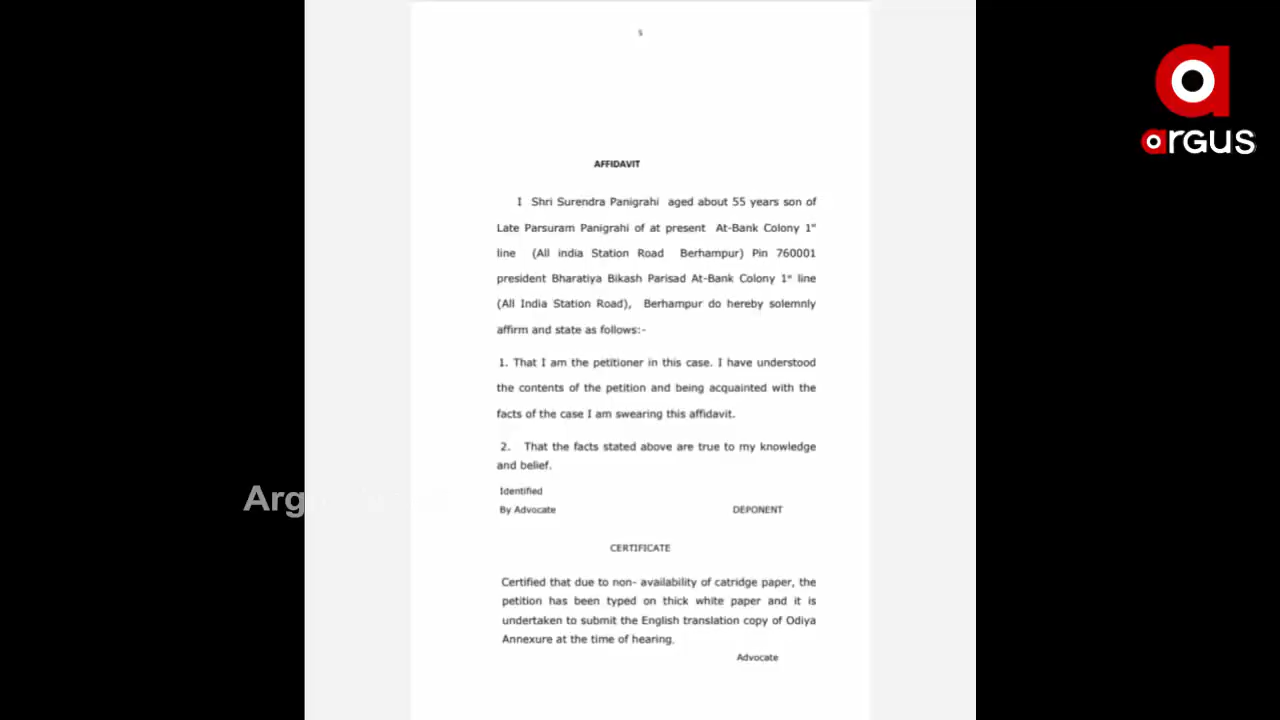 5
argus
AFFIDAVIT
I Shri Surendra Panigrahi aged about 55 years son of
Late Parsuram Panigrahi of at present At-Bank Colony 1st
line (All india Station Road Berhampur) Pin 760001
president Bharatiya Bikash Parisad At-Bank Colony 1st line
(All India Station Road), Berhampur do hereby solemnly
affirm and state as follows:-
1. That I am the petitioner in this case. I have understood
the contents of the petition and being acquainted with the
facts of the case I am swearing this affidavit.
2. That the facts stated above are true to my knowledge
and belief.
Identified
By Advocate DEPONENT
CERTIFICATE
Certified that due to non- availability of catridge paper, the
petition has been typed on thick white paper and it is
undertaken to submit the English translation copy of Odiya
Annexure at the time of hearing.
Advocate